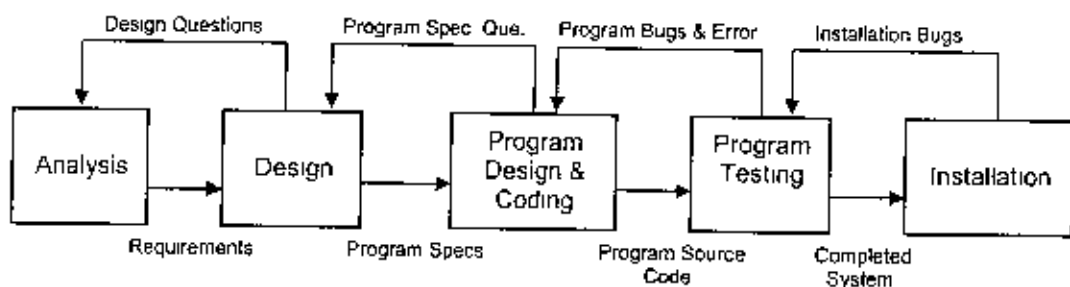 Design Questions
Program Spec Que.
Program Bugs & Error
Installation Bugs
Analysis
Design
Program
Design &
Coding
Program
Testing
Installation
Requirements
Program Specs
Program Source
Code
Completed
System